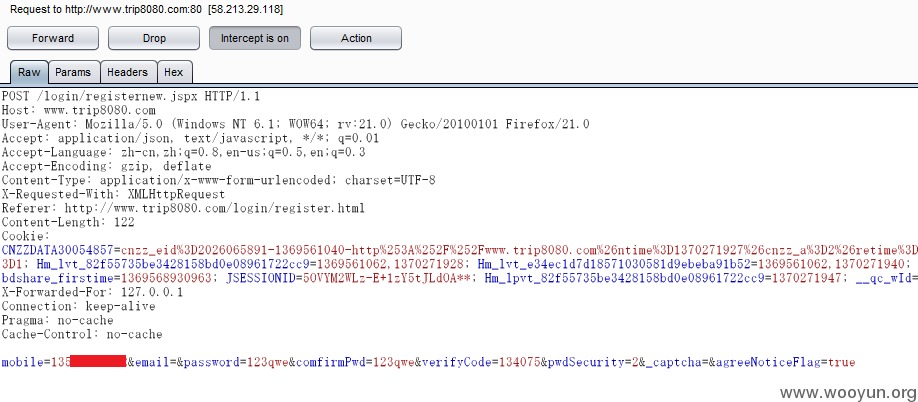 Request to http://www.trip8080.com:80 [58.213.29.118]
Forward Drop Intercept is on Action
Raw Params Headers Hex
POST /login/registernew.jspx HTTP/1.1
Host: www.trip8080.com
User-Agent: Mozilla/5.0 (Windows NT 6.1; WOW64; rv:21.0) Gecko/20100101 Firefox/21.0
Accept: application/json, text/javascript, */*; q=0.01
Accept-Language: zh-cn,zh;q=0.8,en-us;q=0.5,en;q=0.3
Accept-Encoding: gzip, deflate
Content-Type: application/x-www-form-urlencoded; charset=UTF-8
X-Requested-With: XMLHttpRequest
Referer: http://www.trip8080.com/login/register.html
Content-Length: 122
Cookie:
CNZZDATA30054857=cnzz_eid%3D2026065891-1369561040-http%253A%252F%252Fwww.trip8080.com%26ntime%3D1370271927%26cnzz_a%3D2%26retime%3D
3D1; Hm_lvt_82f55735be3428158bd0e08961722cc9=1369561062,1370271928; Hm_lvt_e34ec1d7d18571030581d9ebeba91b52=1369561062,1370271940;
bdshare_firstime=1369568930963; JSESSIONID=50VYM2WLz-E+1zY5tJLd0A**; Hm_lpvt_82f55735be3428158bd0e08961722cc9=1370271947; __qc_wId=
X-Forwarded-For: 127.0.0.1
Connection: keep-alive
Pragma: no-cache
Cache-Control: no-cache
mobile=135 &email=&password=123qwe&comfirmPwd=123qwe&verifyCode=134075&pwdSecurity=2&_captcha=&agreeNoticeFlag=true
www.wooyun.org